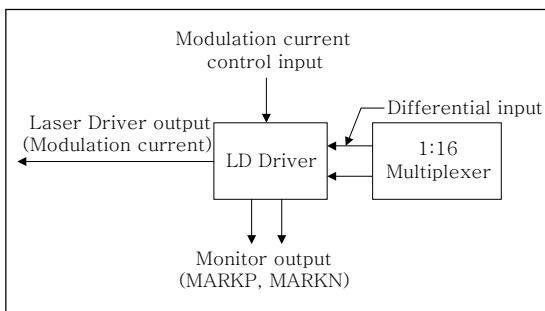 Modulation current
control input
Differential input
Laser Driver output
(Modulation current)
LD Driver
1:16
Multiplexer
Monitor output
(MARKP, MARKN)